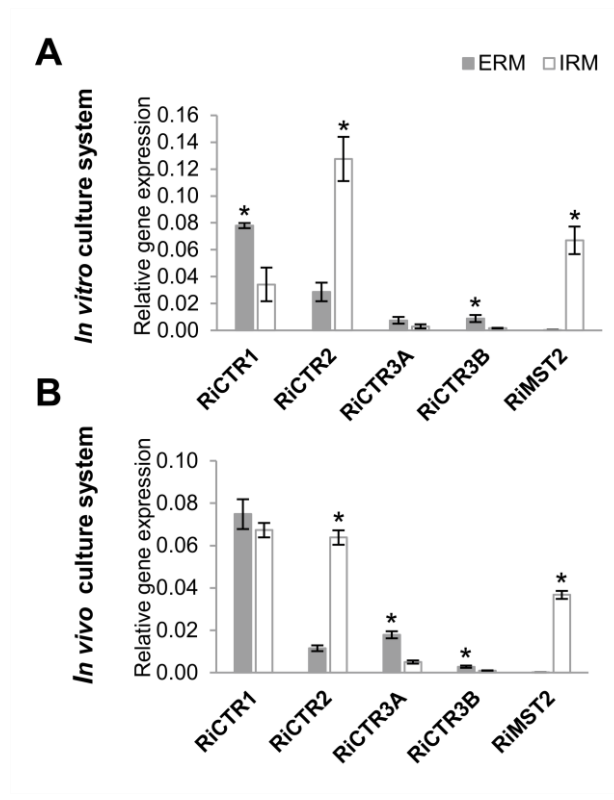 A
ERM IRM
In vitro culture system
Relative gene expression
0.16
0.14
0.12
0.10
0.08
0.06
0.04
0.02
0.00
* * * *
RiCTR1 RiCTR2 RiCTR3A RiCTR3B RiMST2
B
In vivo culture system
Relative gene expression
0.10
0.08
0.06
0.04
0.02
0.00
* * * *
RiCTR1 RiCTR2 RiCTR3A RiCTR3B RiMST2